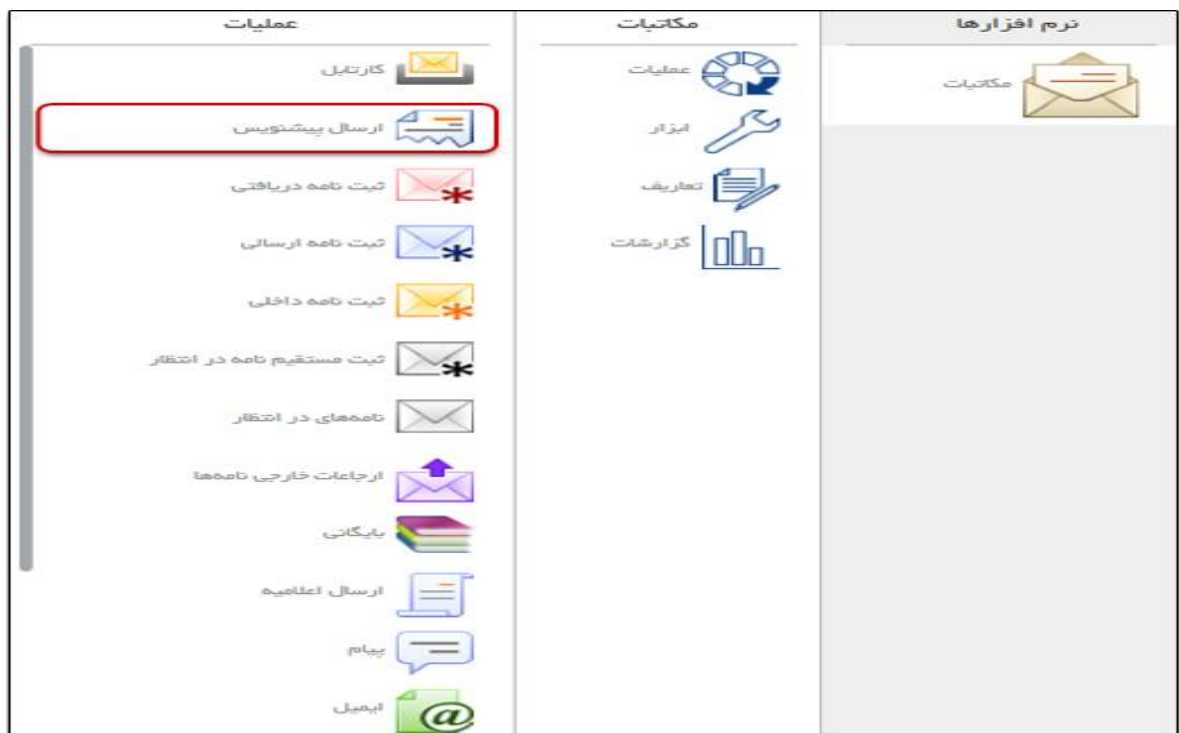 نرم افزارها
مکاتبات
مکاتبات
عملیات
ابزار
تعاریف
گزارشات
عملیات
کارتابل
ارسال پیشنویس
ثبت نامه دریافتی
ثبت نامه ارسالی
ثبت نامه داخلی
ثبت مستقیم نامه در انتظار
نامه‌های در انتظار
ارجاعات خارجی نامه‌ها
بایگانی
ارسال اعلامیه
پیام
ایمیل